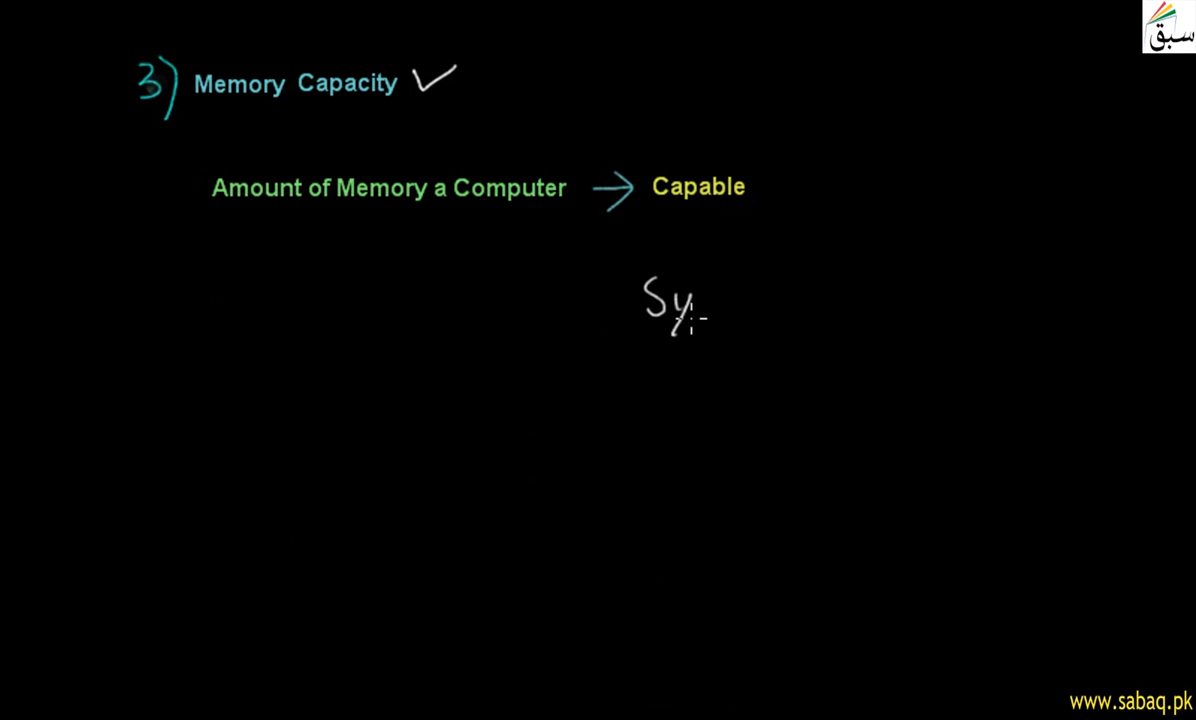 سبق
3) Memory Capacity ✓
Amount of Memory a Computer → Capable
Sy
www.sabaq.pk